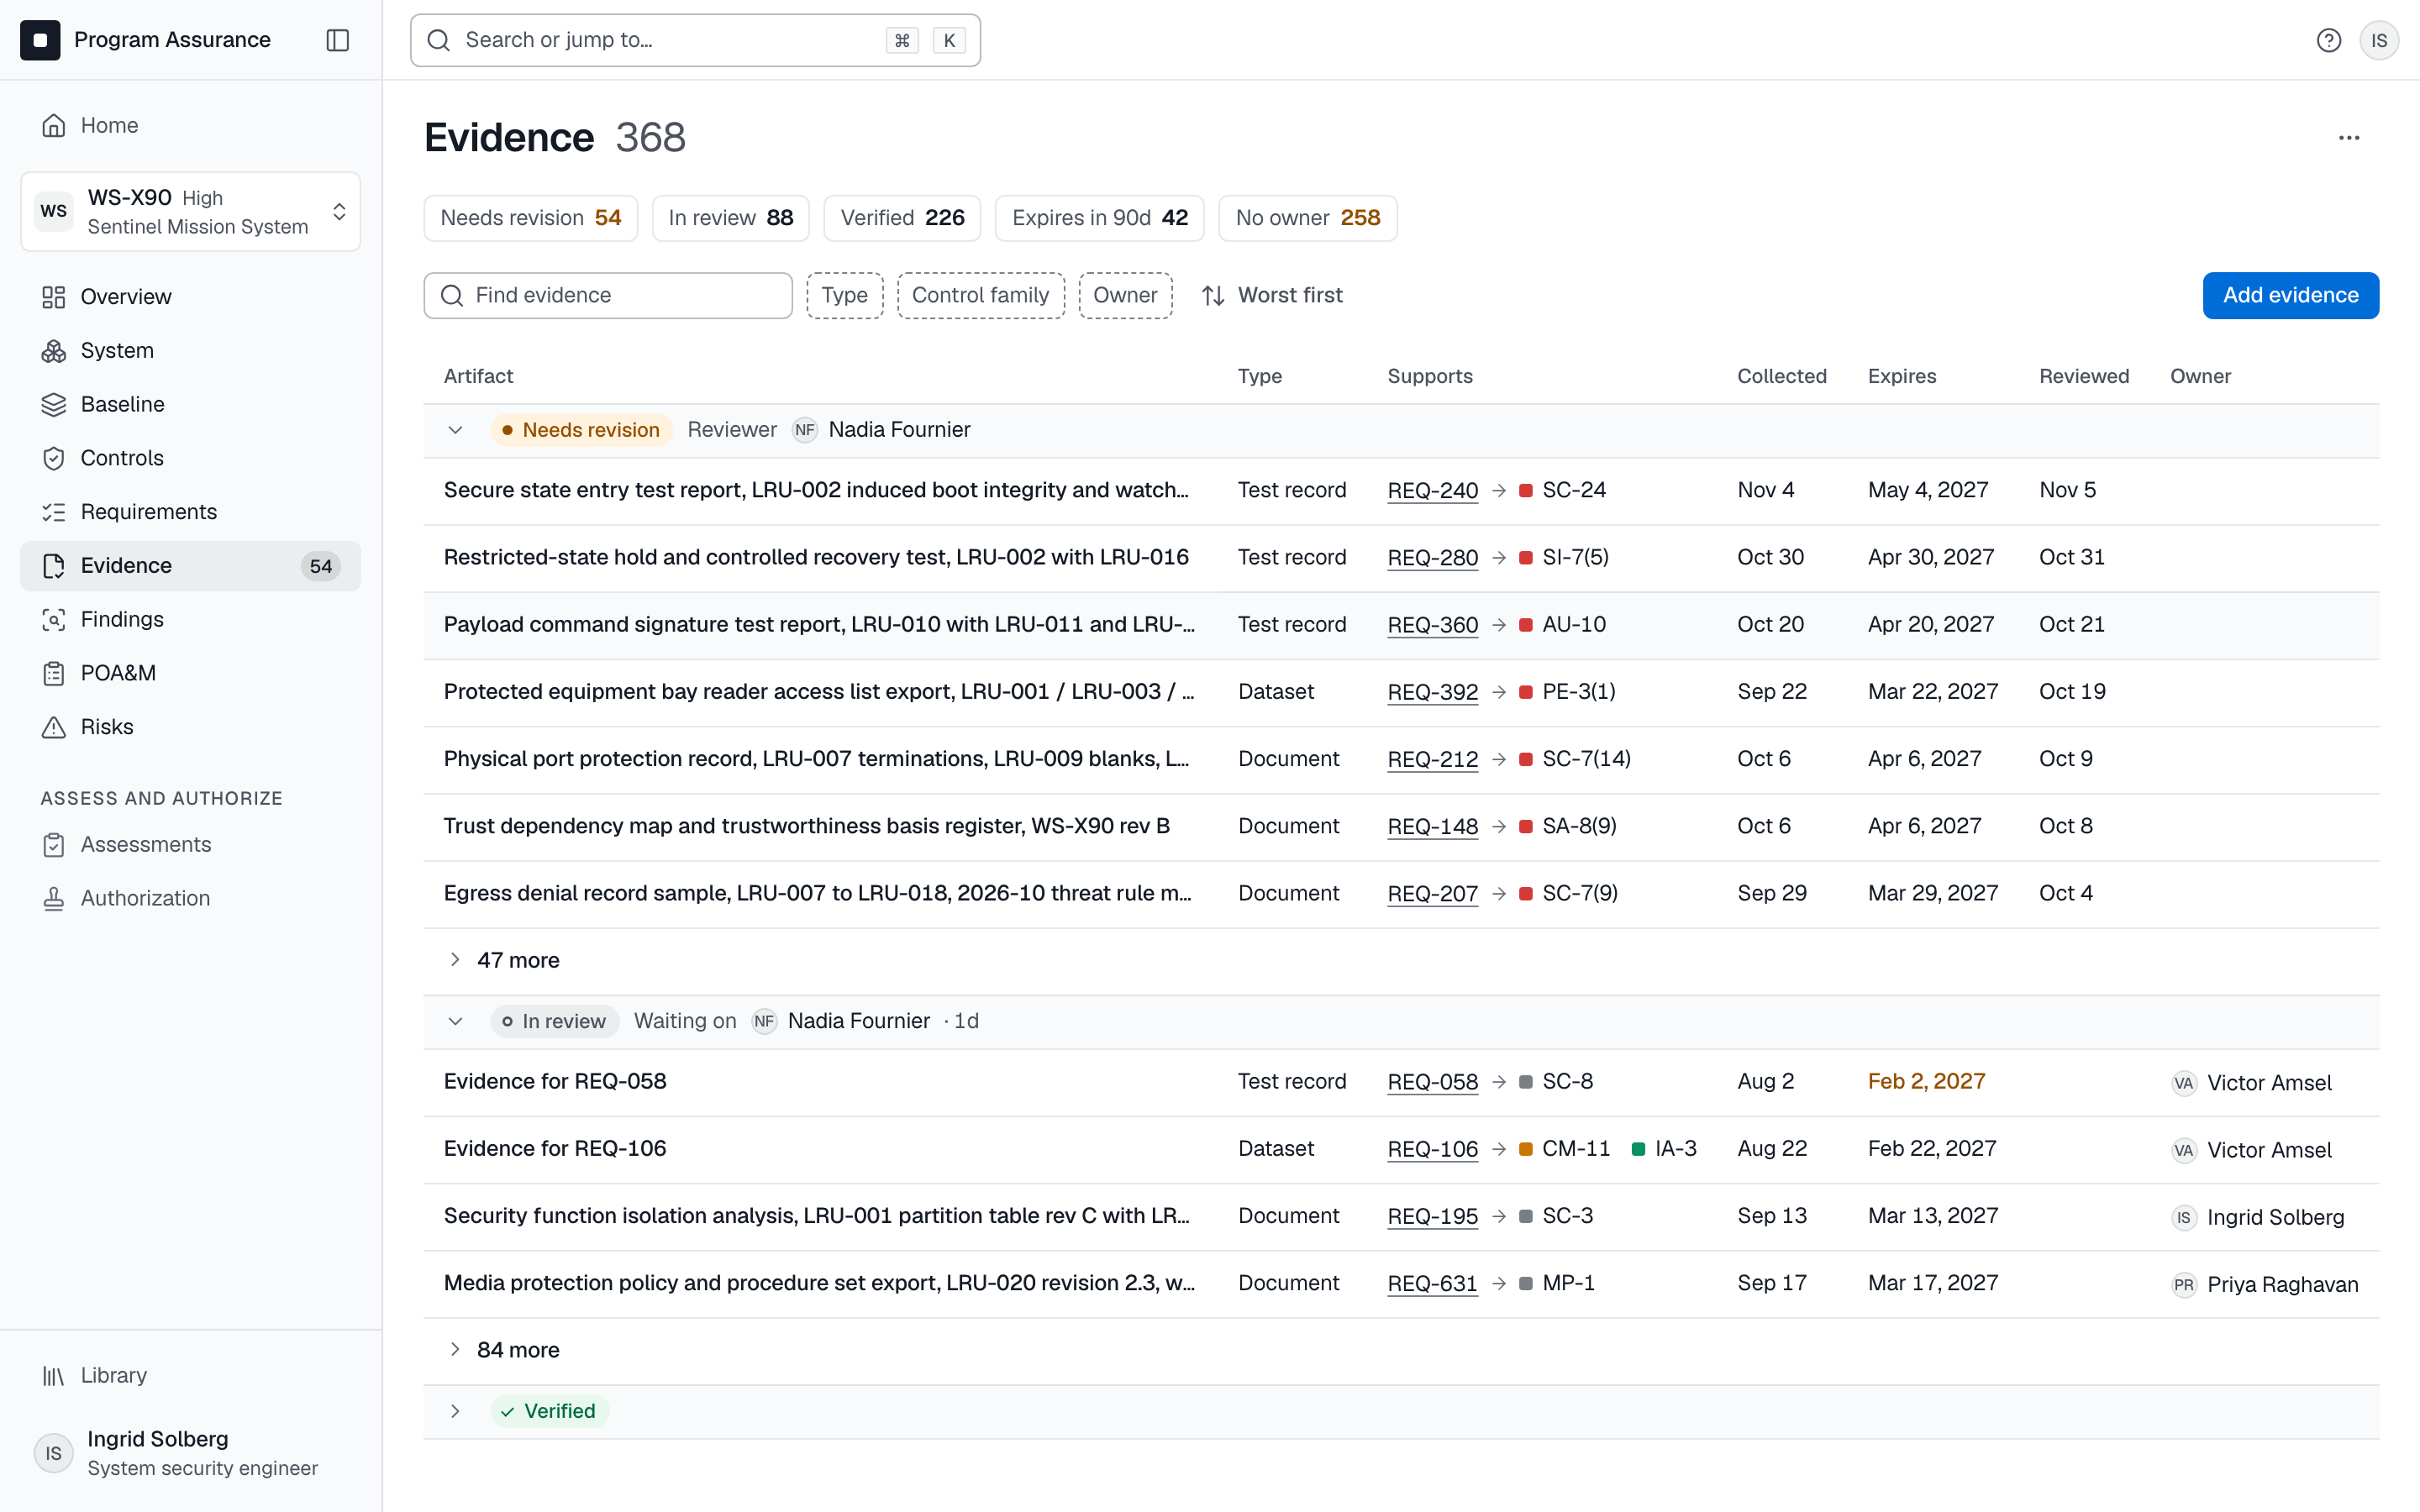 Program Assurance
Search or jump to...
⌘ K
IS
Home
WS
WS-X90 High
Sentinel Mission System
Overview
System
Baseline
Controls
Requirements
Evidence 54
Findings
POA&M
Risks
ASSESS AND AUTHORIZE
Assessments
Authorization
Library
IS
Ingrid Solberg
System security engineer
Evidence 368
Needs revision 54
In review 88
Verified 226
Expires in 90d 42
No owner 258
Find evidence
Type
Control family
Owner
Worst first
Add evidence
Artifact Type Supports Collected Expires Reviewed Owner
Needs revision Reviewer NF Nadia Fournier
Secure state entry test report, LRU-002 induced boot integrity and watch... Test record REQ-240 → SC-24 Nov 4 May 4, 2027 Nov 5
Restricted-state hold and controlled recovery test, LRU-002 with LRU-016 Test record REQ-280 → SI-7(5) Oct 30 Apr 30, 2027 Oct 31
Payload command signature test report, LRU-010 with LRU-011 and LRU-... Test record REQ-360 → AU-10 Oct 20 Apr 20, 2027 Oct 21
Protected equipment bay reader access list export, LRU-001 / LRU-003 / ... Dataset REQ-392 → PE-3(1) Sep 22 Mar 22, 2027 Oct 19
Physical port protection record, LRU-007 terminations, LRU-009 blanks, L... Document REQ-212 → SC-7(14) Oct 6 Apr 6, 2027 Oct 9
Trust dependency map and trustworthiness basis register, WS-X90 rev B Document REQ-148 → SA-8(9) Oct 6 Apr 6, 2027 Oct 8
Egress denial record sample, LRU-007 to LRU-018, 2026-10 threat rule m... Document REQ-207 → SC-7(9) Sep 29 Mar 29, 2027 Oct 4
47 more
In review Waiting on NF Nadia Fournier · 1d
Evidence for REQ-058 Test record REQ-058 → SC-8 Aug 2 Feb 2, 2027 VA Victor Amsel
Evidence for REQ-106 Dataset REQ-106 → CM-11 IA-3 Aug 22 Feb 22, 2027 VA Victor Amsel
Security function isolation analysis, LRU-001 partition table rev C with LR... Document REQ-195 → SC-3 Sep 13 Mar 13, 2027 IS Ingrid Solberg
Media protection policy and procedure set export, LRU-020 revision 2.3, w... Document REQ-631 → MP-1 Sep 17 Mar 17, 2027 PR Priya Raghavan
84 more
Verified